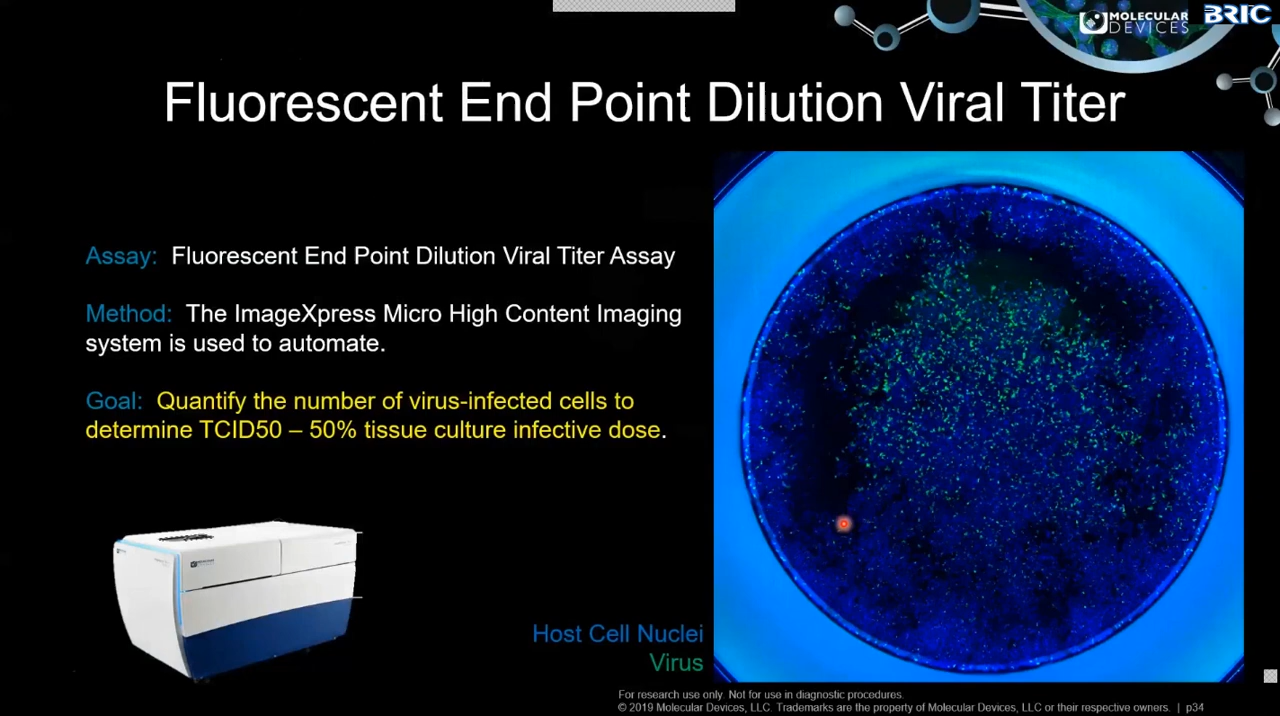 MOLECULAR
DEVICES
BRIC
Fluorescent End Point Dilution Viral Titer
Assay: Fluorescent End Point Dilution Viral Titer Assay
Method: The ImageXpress Micro High Content Imaging
system is used to automate.
Goal: Quantify the number of virus-infected cells to
determine TCID50 – 50% tissue culture infective dose.
Host Cell Nuclei
Virus
For research use only. Not for use in diagnostic procedures.
© 2019 Molecular Devices, LLC. Trademarks are the property of Molecular Devices, LLC or their respective owners. | p34